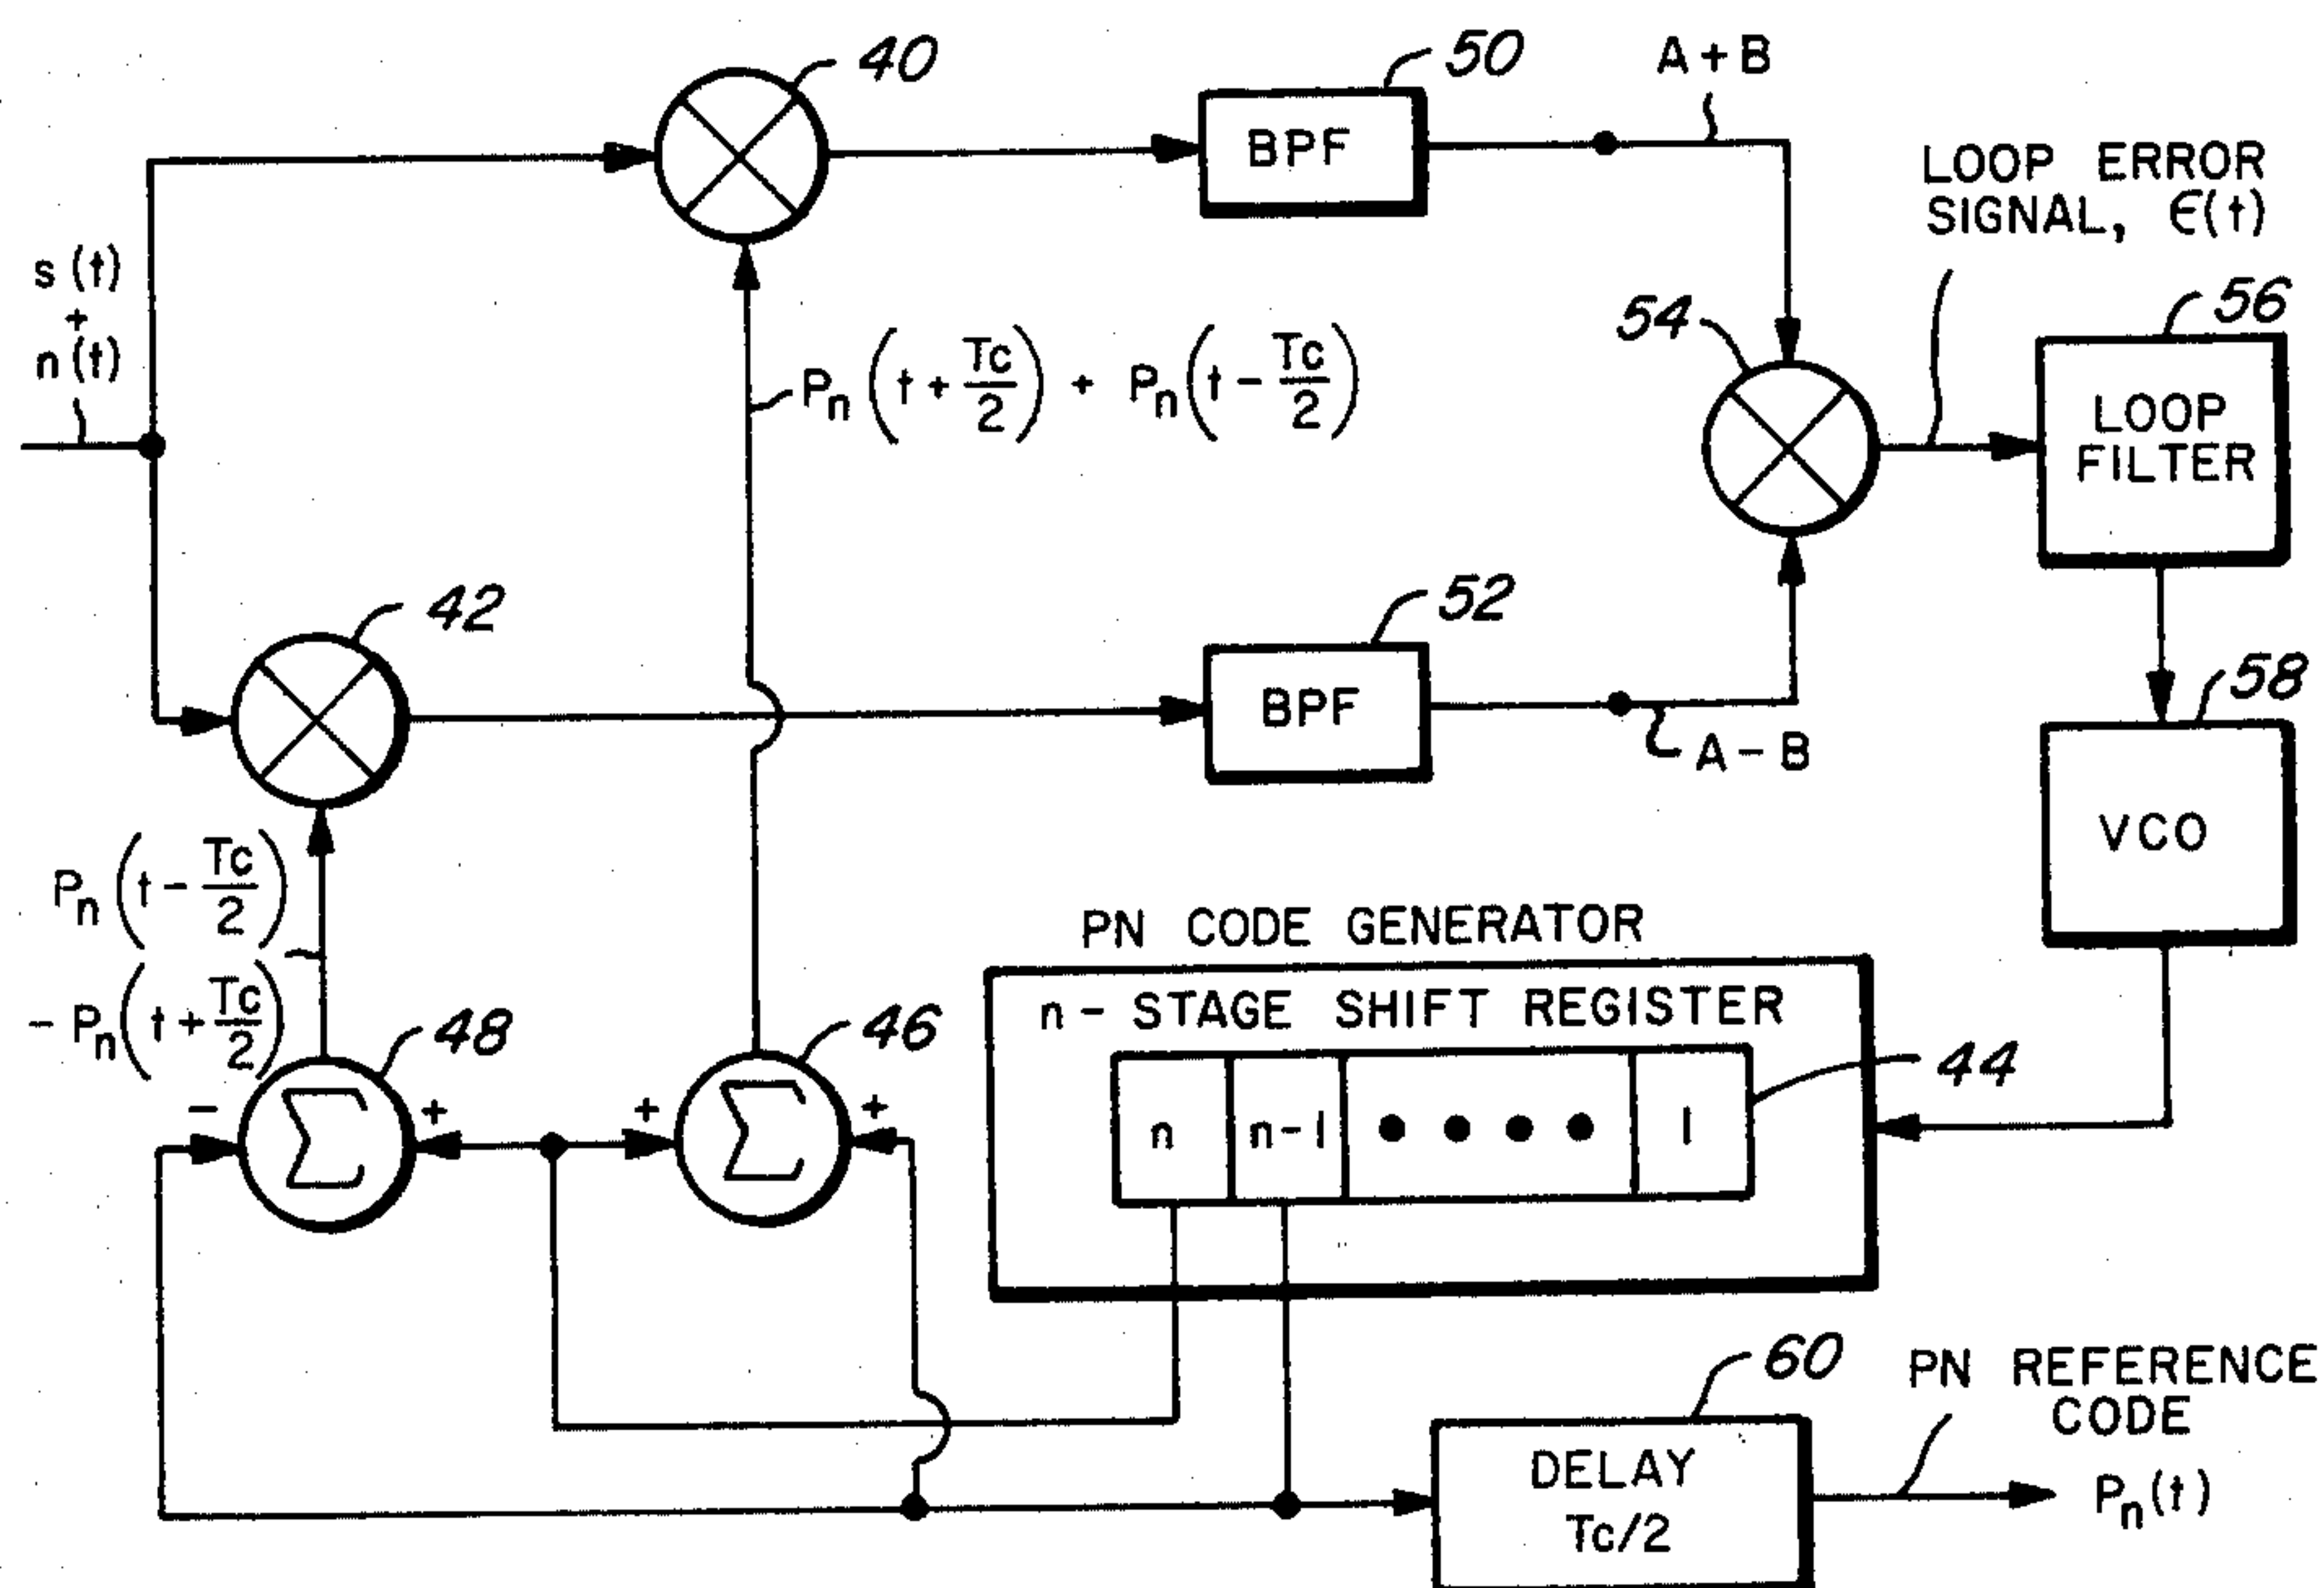 40
50
A + B
LOOP ERROR
SIGNAL, ϵ(t)
s(t)
+
n(t)
54
56
Pn(t + Tc/2) + Pn(t - Tc/2)
LOOP
FILTER
BPF
42
52
BPF
A - B
58
VCO
Pn(t - Tc/2)
- Pn(t + Tc/2)
48
46
PN CODE GENERATOR
n - STAGE SHIFT REGISTER
44
n
n-1
1
-
+
+
+
Σ
Σ
60
DELAY
Tc/2
PN REFERENCE
CODE
Pn(t)